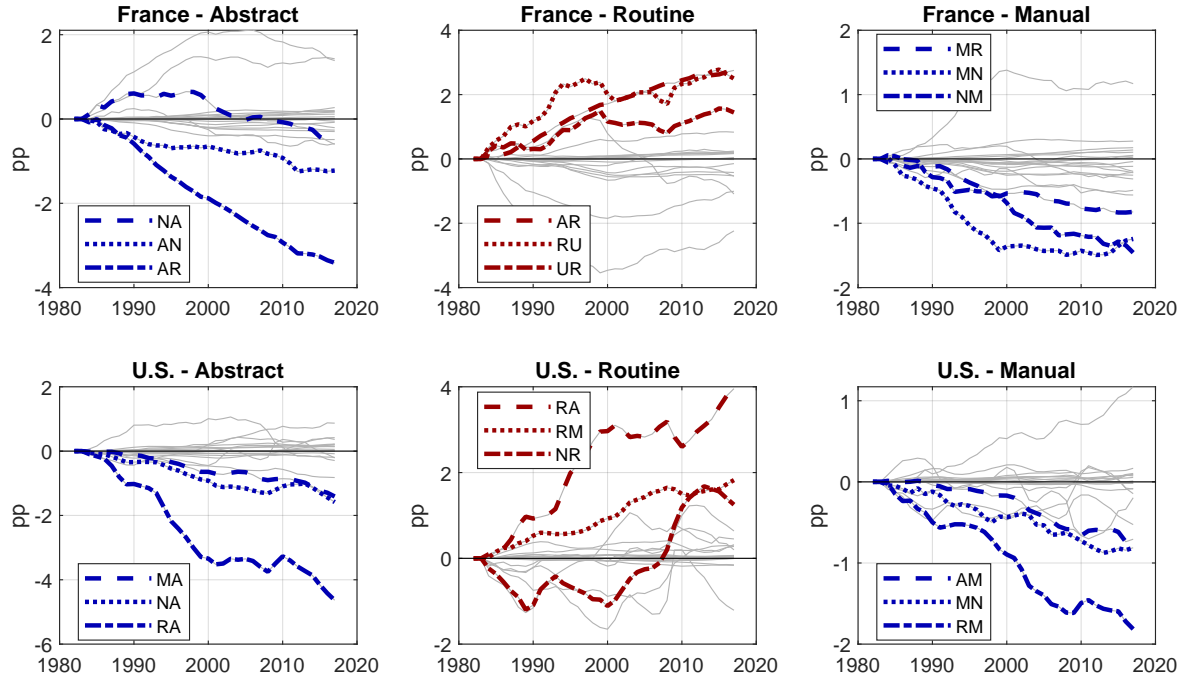 France - Abstract
2
0
-2
-4
pp
1980 1990 2000 2010 2020
NA
AN
AR
France - Routine
4
2
0
-2
-4
pp
1980 1990 2000 2010 2020
AR
RU
UR
France - Manual
2
1
0
-1
-2
pp
1980 1990 2000 2010 2020
MR
MN
NM
U.S. - Abstract
2
0
-2
-4
-6
pp
1980 1990 2000 2010 2020
MA
NA
RA
U.S. - Routine
4
2
0
-2
pp
1980 1990 2000 2010 2020
RA
RM
NR
U.S. - Manual
1
0
-1
-2
pp
1980 1990 2000 2010 2020
AM
MN
RM